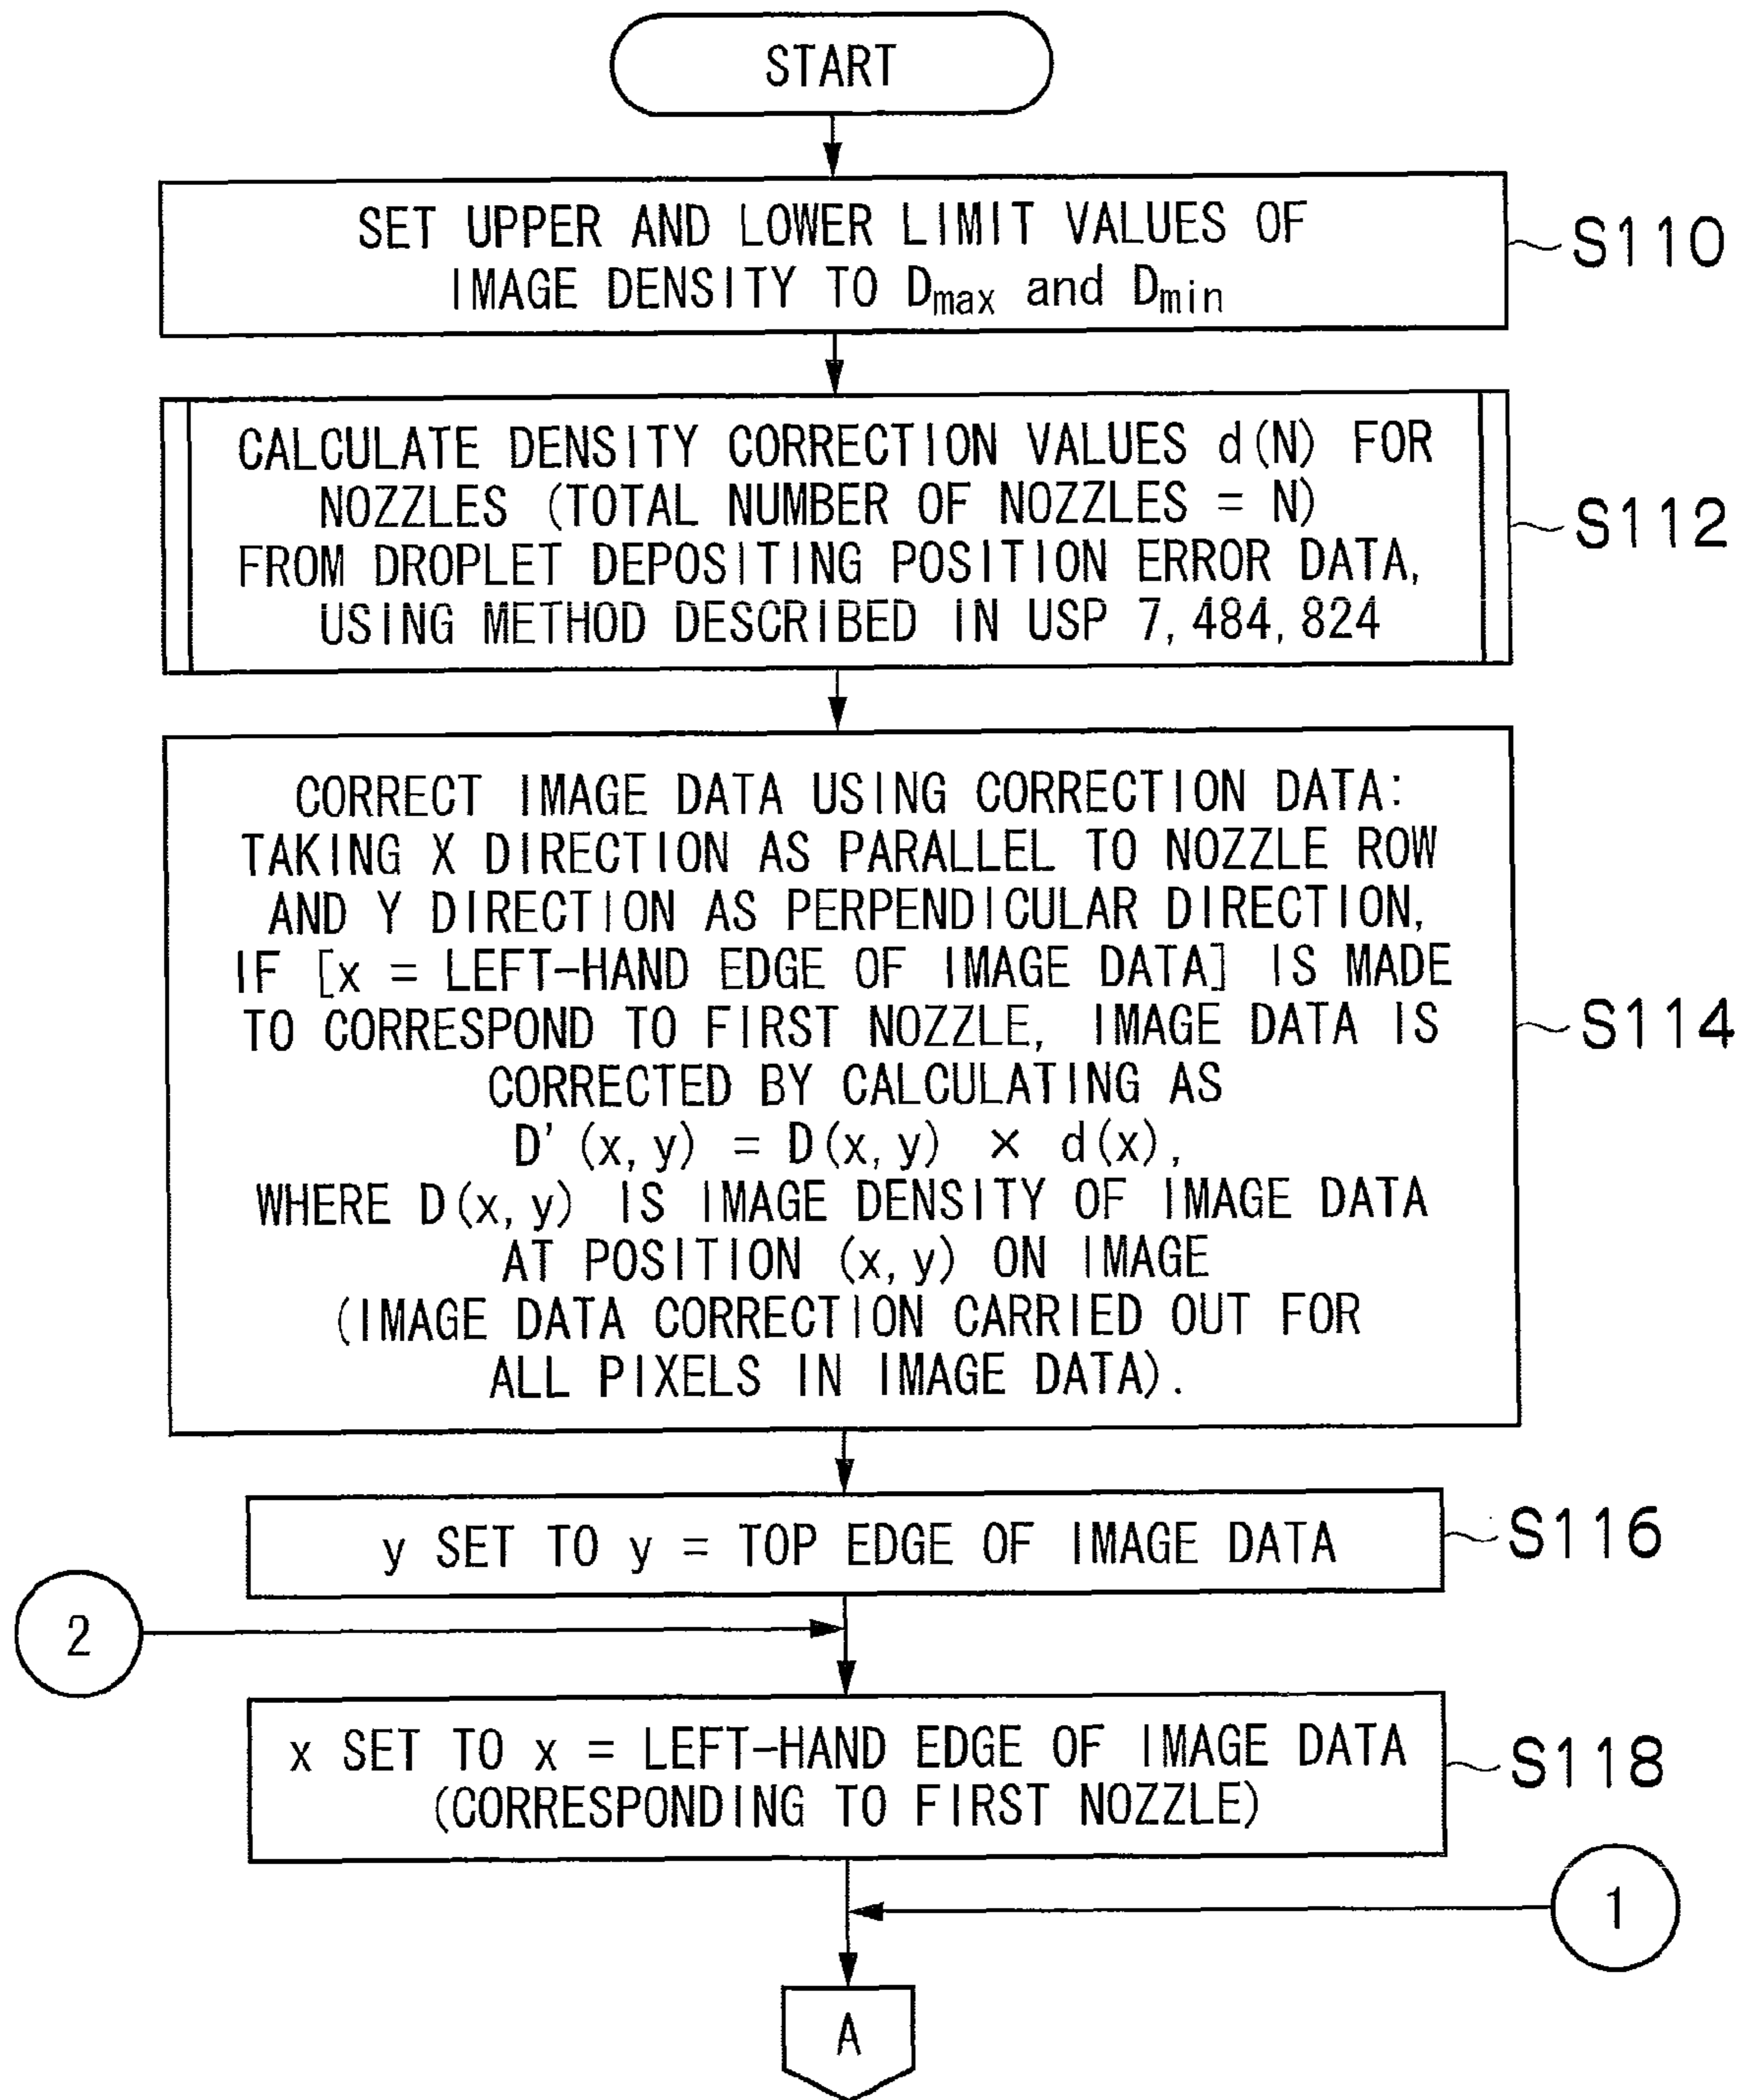 START
SET UPPER AND LOWER LIMIT VALUES OF
IMAGE DENSITY TO Dmax and Dmin
S110
CALCULATE DENSITY CORRECTION VALUES d(N) FOR
NOZZLES (TOTAL NUMBER OF NOZZLES = N)
FROM DROPLET DEPOSITING POSITION ERROR DATA,
USING METHOD DESCRIBED IN USP 7,484,824
S112
CORRECT IMAGE DATA USING CORRECTION DATA:
TAKING X DIRECTION AS PARALLEL TO NOZZLE ROW
AND Y DIRECTION AS PERPENDICULAR DIRECTION,
IF [x = LEFT-HAND EDGE OF IMAGE DATA] IS MADE
TO CORRESPOND TO FIRST NOZZLE, IMAGE DATA IS
CORRECTED BY CALCULATING AS
D'(x,y) = D(x,y) × d(x),
WHERE D(x,y) IS IMAGE DENSITY OF IMAGE DATA
AT POSITION (x,y) ON IMAGE
(IMAGE DATA CORRECTION CARRIED OUT FOR
ALL PIXELS IN IMAGE DATA).
S114
y SET TO y = TOP EDGE OF IMAGE DATA
S116
2
x SET TO x = LEFT-HAND EDGE OF IMAGE DATA
(CORRESPONDING TO FIRST NOZZLE)
S118
1
A